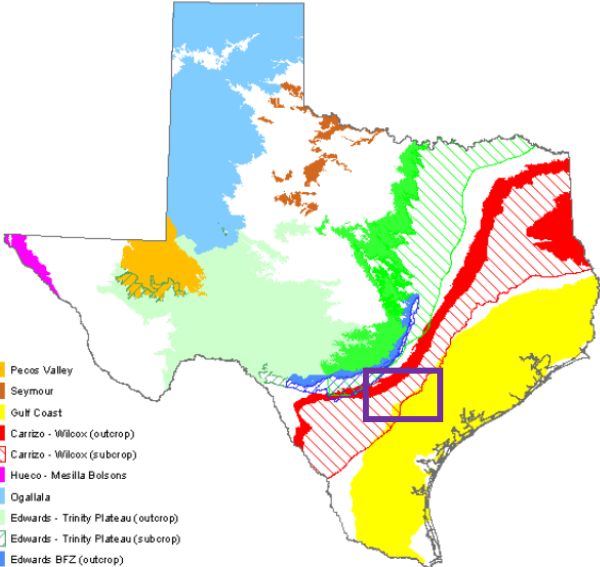 Pecos Valley
Seymour
Gulf Coast
Carrizo - Wilcox (outcrop)
Carrizo - Wilcox (subcrop)
Hueco - Mesilla Bolsons
Ogallala
Edwards - Trinity Plateau (outcrop)
Edwards - Trinity Plateau (subcrop)
Edwards BFZ (outcrop)